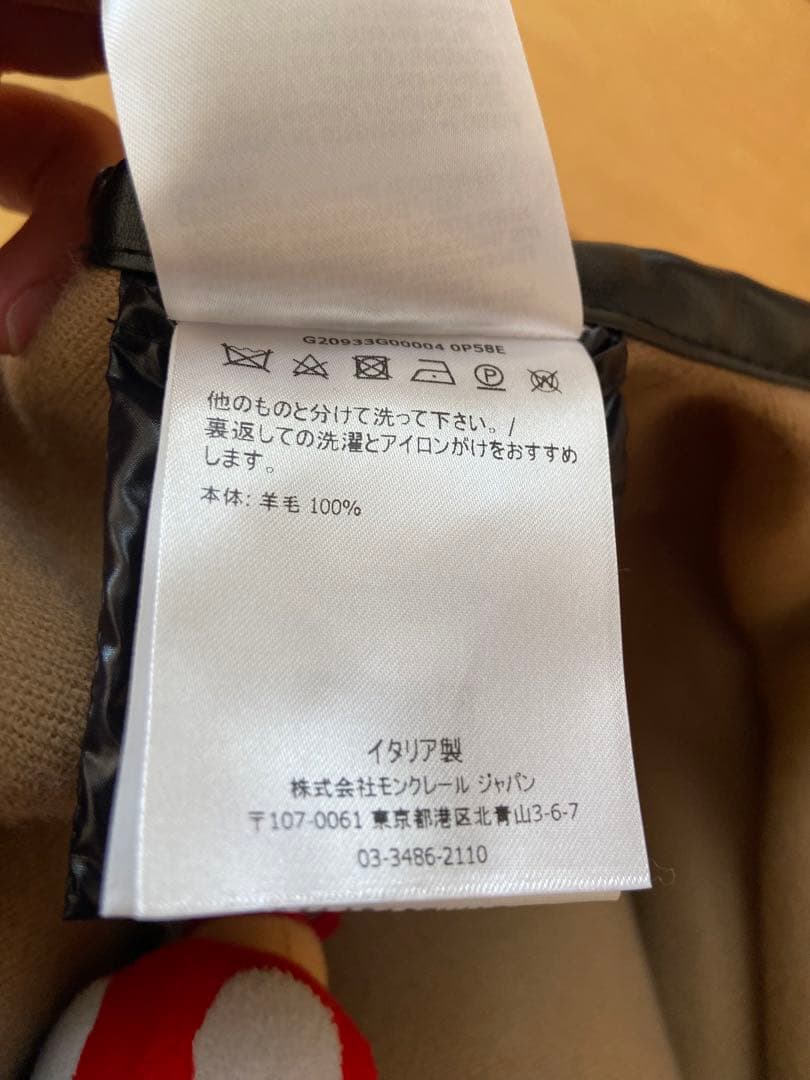 G20933G00004 0P58E
P W
他のものと分けて洗って下さい。/
裏返しての洗濯とアイロンがけをおすすめ
します。
本体: 羊毛 100%
イタリア製
株式会社モンクレール ジャパン
〒107-0061 東京都港区北青山3-6-7
03-3486-2110